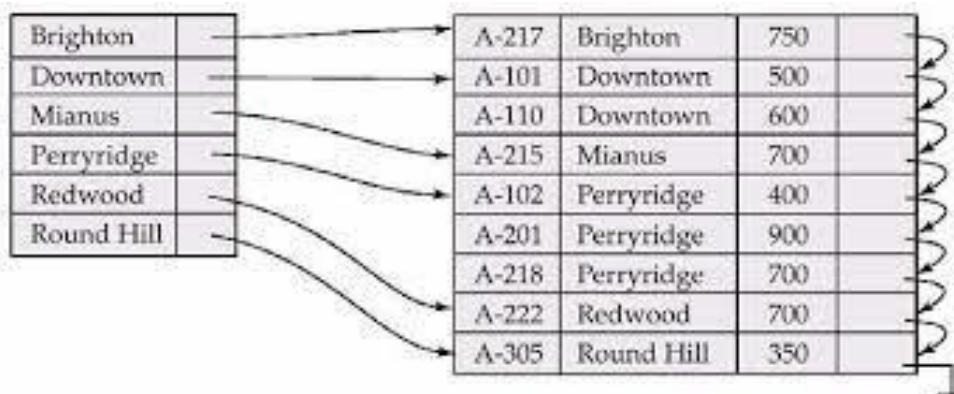 Brighton
Downtown
Mianus
Perryridge
Redwood
Round Hill
A-217 Brighton 750
A-101 Downtown 500
A-110 Downtown 600
A-215 Mianus 700
A-102 Perryridge 400
A-201 Perryridge 900
A-218 Perryridge 700
A-222 Redwood 700
A-305 Round Hill 350